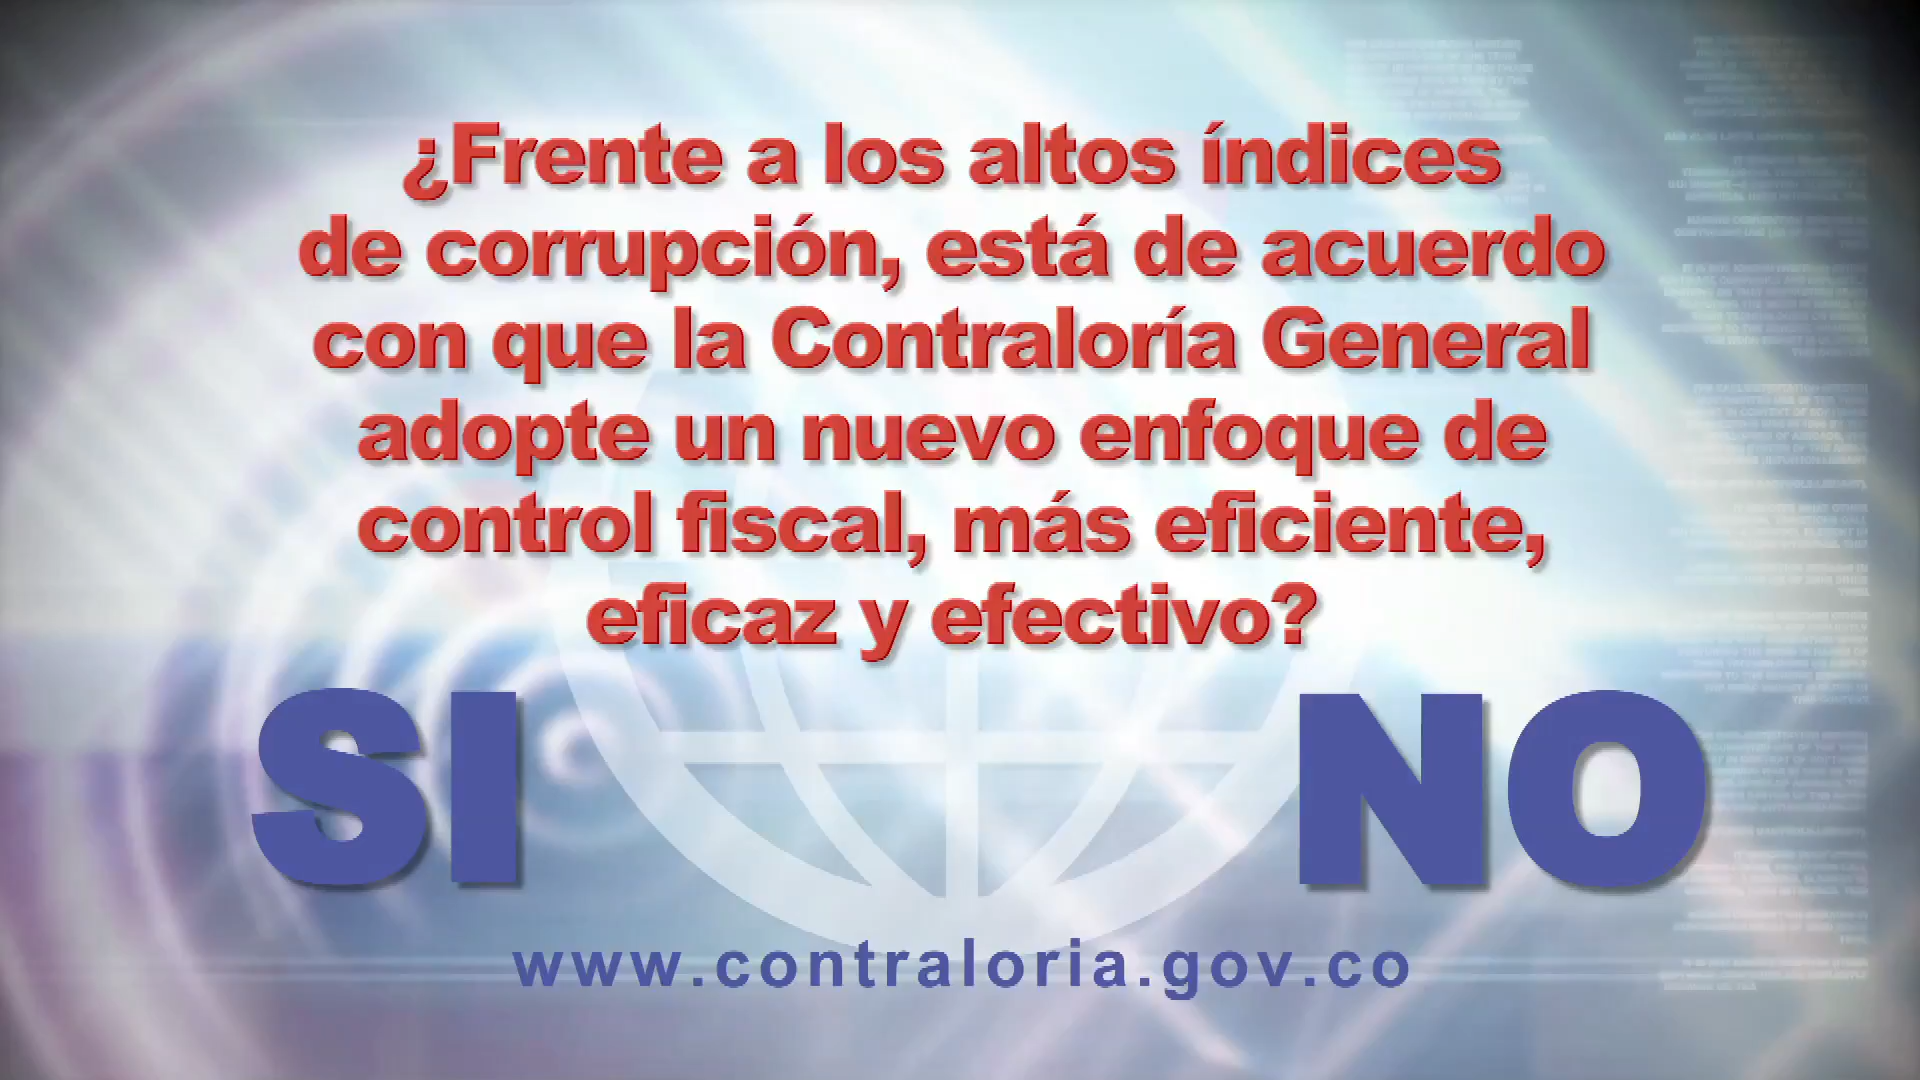 ¿Frente a los altos índices
de corrupción, está de acuerdo
con que la Contraloría General
adopte un nuevo enfoque de
control fiscal, más eficiente,
eficaz y efectivo?
SI NO
www.contraloria.gov.co